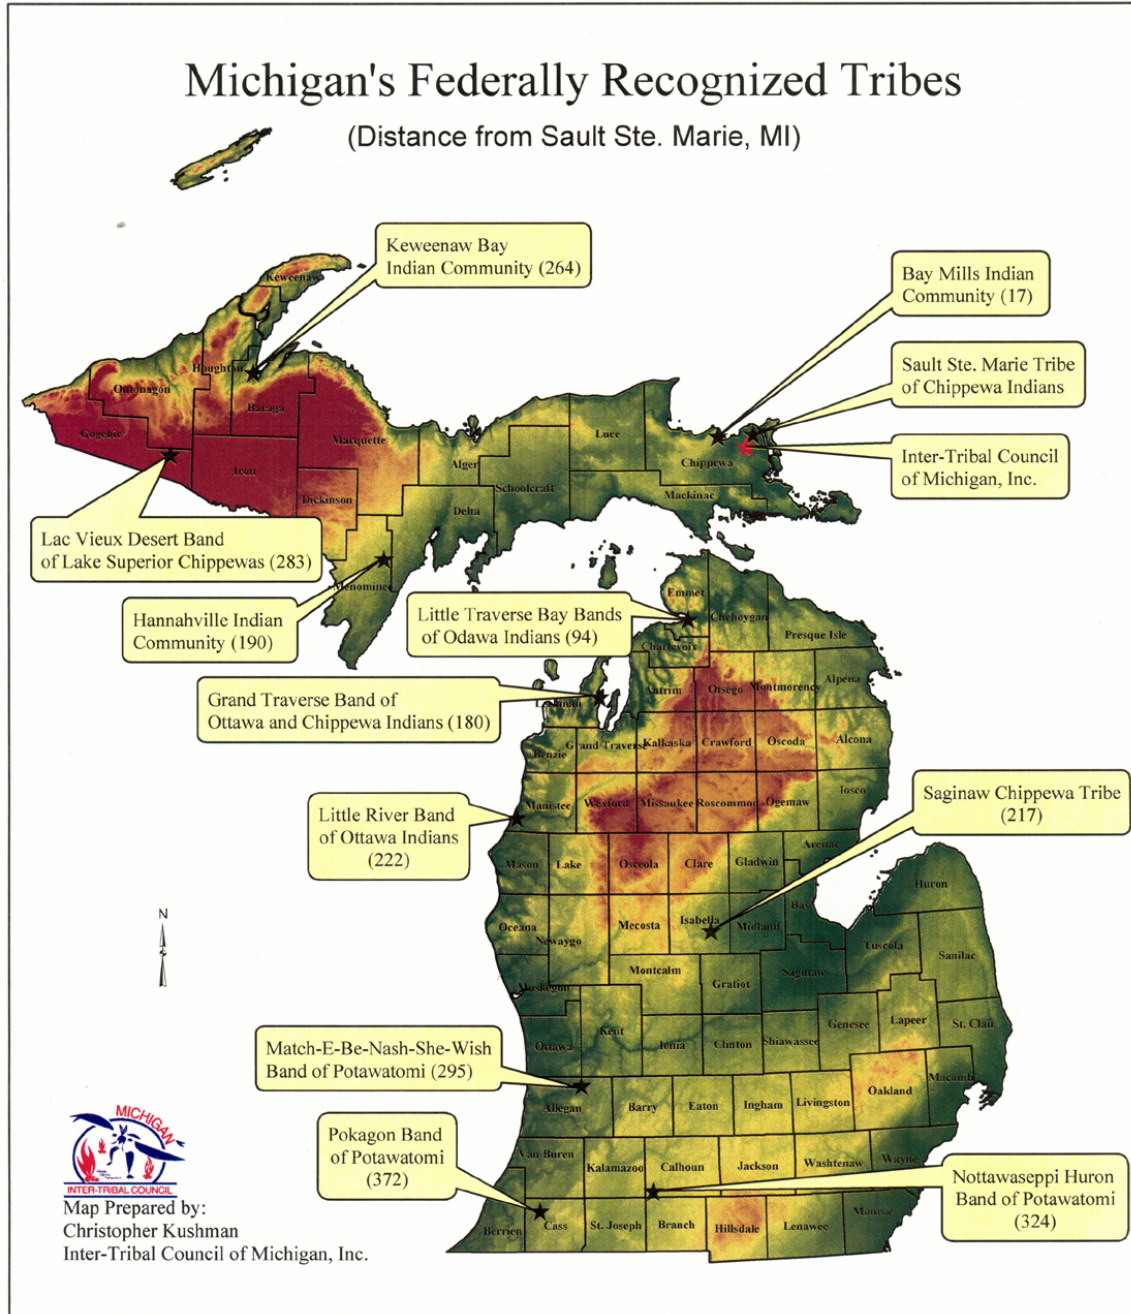 Michigan's Federally Recognized Tribes
(Distance from Sault Ste. Marie, MI)
Keweenaw Bay
Indian Community (264)
Bay Mills Indian
Community (17)
Sault Ste. Marie Tribe
of Chippewa Indians
Inter-Tribal Council
of Michigan, Inc.
Keweenaw
Houghton
Ontonagon
Baraga
Gogebic
Marquette
Iron
Dickinson
Alger
Luce
Chippewa
Schoolcraft
Mackinac
Delta
Menominee
Lac Vieux Desert Band
of Lake Superior Chippewas (283)
Hannahville Indian
Community (190)
Little Traverse Bay Bands
of Odawa Indians (94)
Grand Traverse Band of
Ottawa and Chippewa Indians (180)
Emmet
Cheboygan
Presque Isle
Charlevoix
Antrim
Otsego
Montmorency
Alpena
Leelanau
Benzie
Grand Traverse
Kalkaska
Crawford
Oscoda
Alcona
Manistee
Wexford
Missaukee
Roscommon
Ogemaw
Iosco
Little River Band
of Ottawa Indians
(222)
Saginaw Chippewa Tribe
(217)
Mason
Lake
Osceola
Clare
Gladwin
Arenac
Huron
Oceana
Newaygo
Mecosta
Isabella
Midland
Bay
Tuscola
Sanilac
Muskegon
Montcalm
Gratiot
Saginaw
Ottawa
Kent
Ionia
Clinton
Shiawassee
Genesee
Lapeer
St. Clair
Match-E-Be-Nash-She-Wish
Band of Potawatomi (295)
Allegan
Barry
Eaton
Ingham
Livingston
Oakland
Macomb
Pokagon Band
of Potawatomi
(372)
Van Buren
Kalamazoo
Calhoun
Jackson
Washtenaw
Wayne
Nottawaseppi Huron
Band of Potawatomi
(324)
Berrien
Cass
St. Joseph
Branch
Hillsdale
Lenawee
Monroe
N
MICHIGAN
INTER-TRIBAL COUNCIL
Map Prepared by:
Christopher Kushman
Inter-Tribal Council of Michigan, Inc.